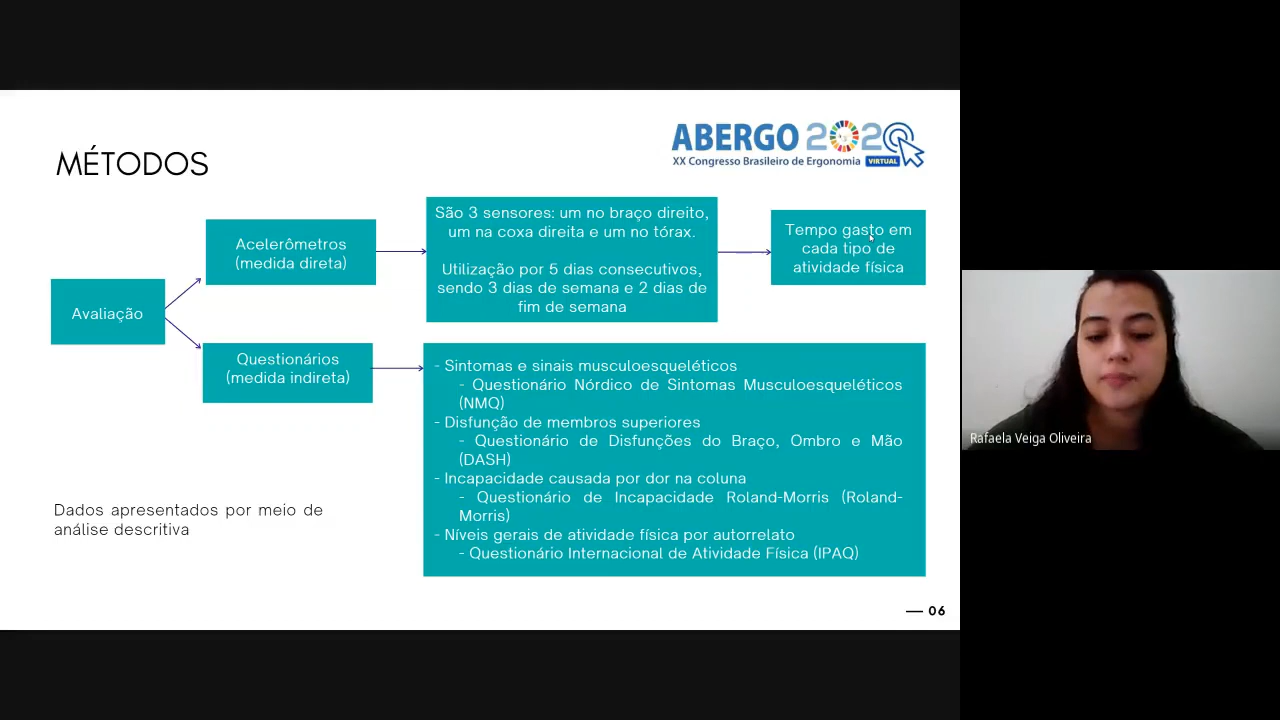 MÉTODOS
ABERGO 2020
XX Congresso Brasileiro de Ergonomia VIRTUAL
Avaliação
Acelerômetros
(medida direta)
São 3 sensores: um no braço direito,
um na coxa direita e um no tórax.
Utilização por 5 dias consecutivos,
sendo 3 dias de semana e 2 dias de
fim de semana
Tempo gasto em
cada tipo de
atividade física
Questionários
(medida indireta)
- Sintomas e sinais musculoesqueléticos
- Questionário Nórdico de Sintomas Musculoesqueléticos
(NMQ)
- Disfunção de membros superiores
- Questionário de Disfunções do Braço, Ombro e Mão
(DASH)
- Incapacidade causada por dor na coluna
- Questionário de Incapacidade Roland-Morris (Roland-
Morris)
- Níveis gerais de atividade física por autorrelato
- Questionário Internacional de Atividade Física (IPAQ)
Dados apresentados por meio de
análise descritiva
06
Rafaela Veiga Oliveira